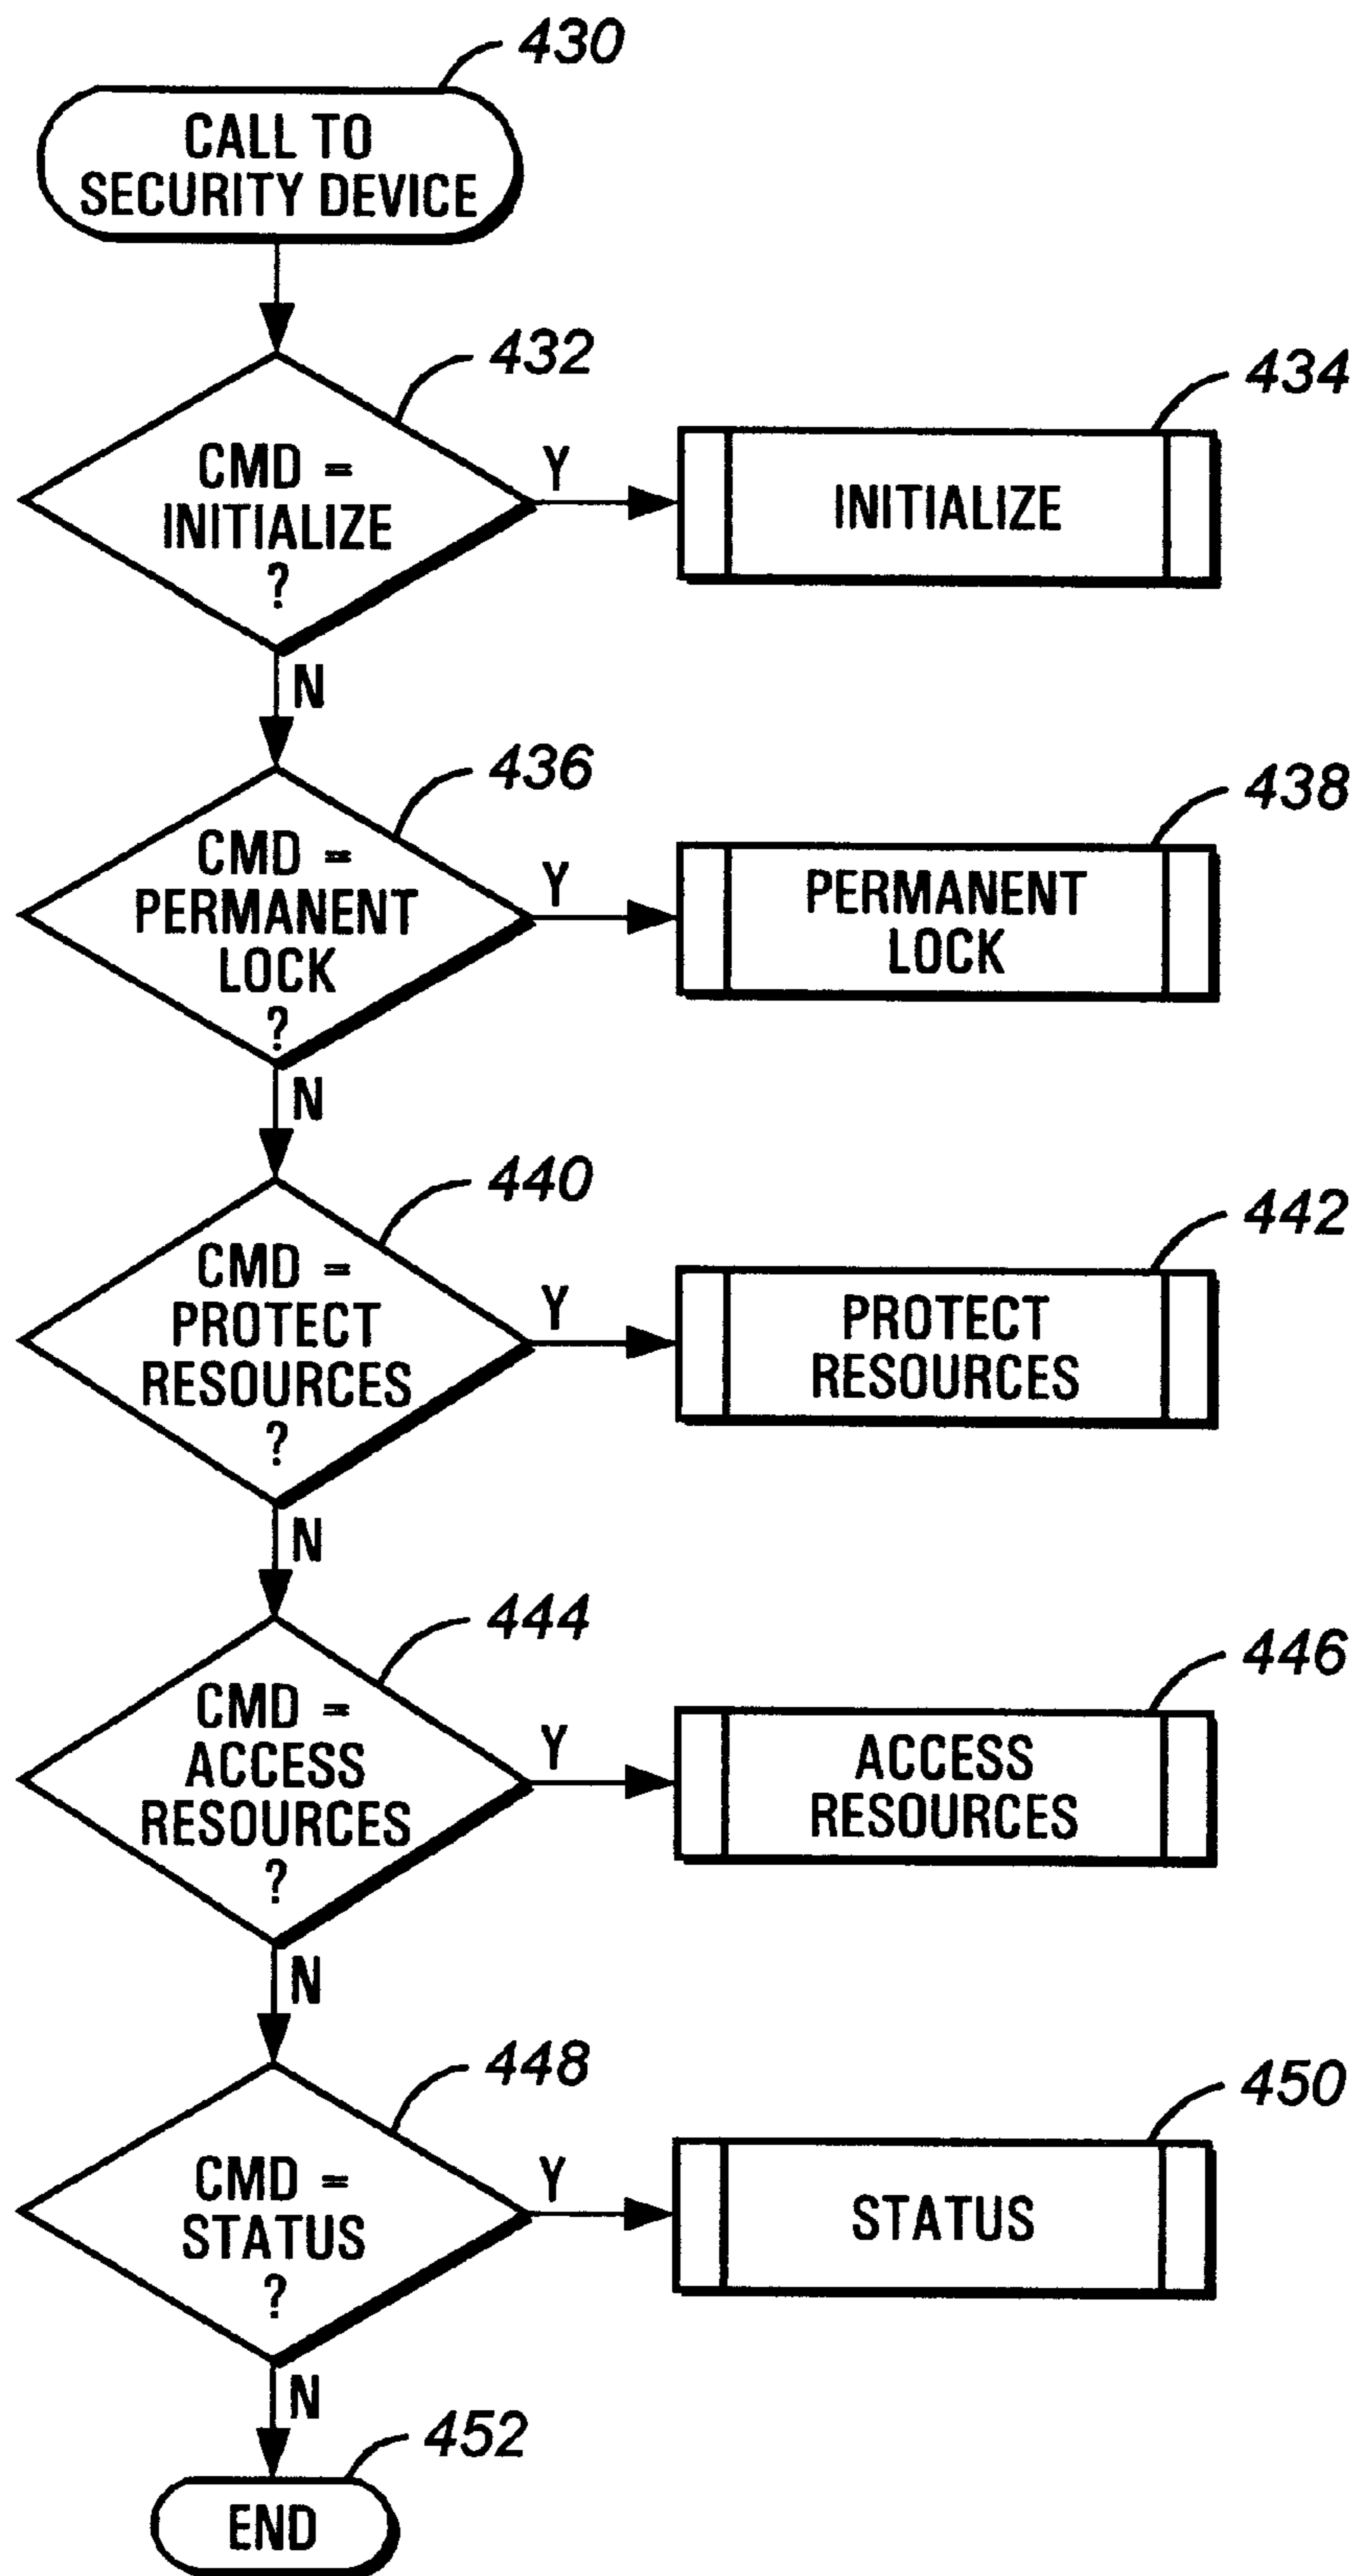 430
CALL TO
SECURITY DEVICE
432
CMD =
INITIALIZE
?
Y
434
INITIALIZE
N
436
CMD =
PERMANENT
LOCK
?
Y
438
PERMANENT
LOCK
N
440
CMD =
PROTECT
RESOURCES
?
Y
442
PROTECT
RESOURCES
N
444
CMD =
ACCESS
RESOURCES
?
Y
446
ACCESS
RESOURCES
N
448
CMD =
STATUS
?
Y
450
STATUS
N
452
END